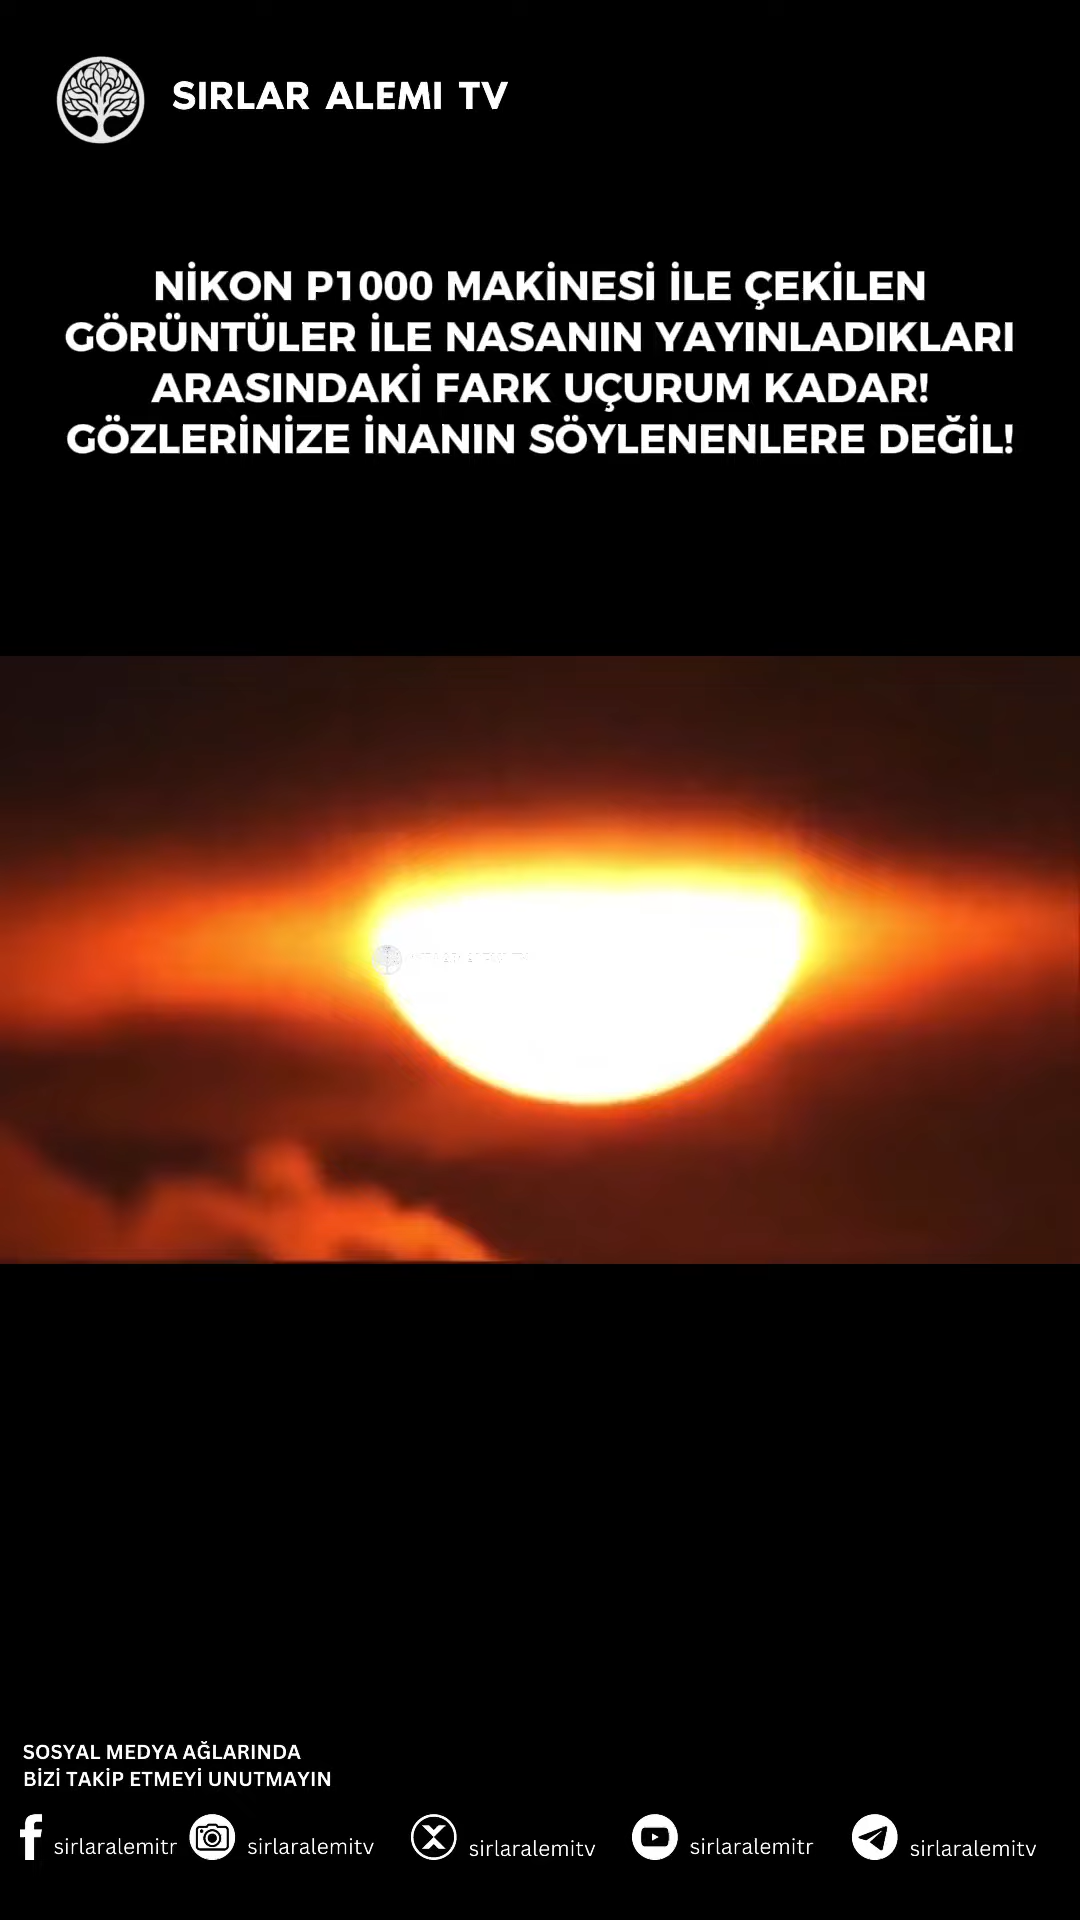 SIRLAR ALEMI TV
NİKON P1000 MAKİNESİ İLE ÇEKİLEN
GÖRÜNTÜLER İLE NASANIN YAYINLADIKLARI
ARASINDAKİ FARK UÇURUM KADAR!
GÖZLERİNİZE İNANIN SÖYLENENLERE DEĞİL!
SOSYAL MEDYA AĞLARINDA
BİZİ TAKİP ETMEYİ UNUTMAYIN
sirlaralemitr sirlaralemitv sirlaralemitv sirlaralemitr sirlaralemitv